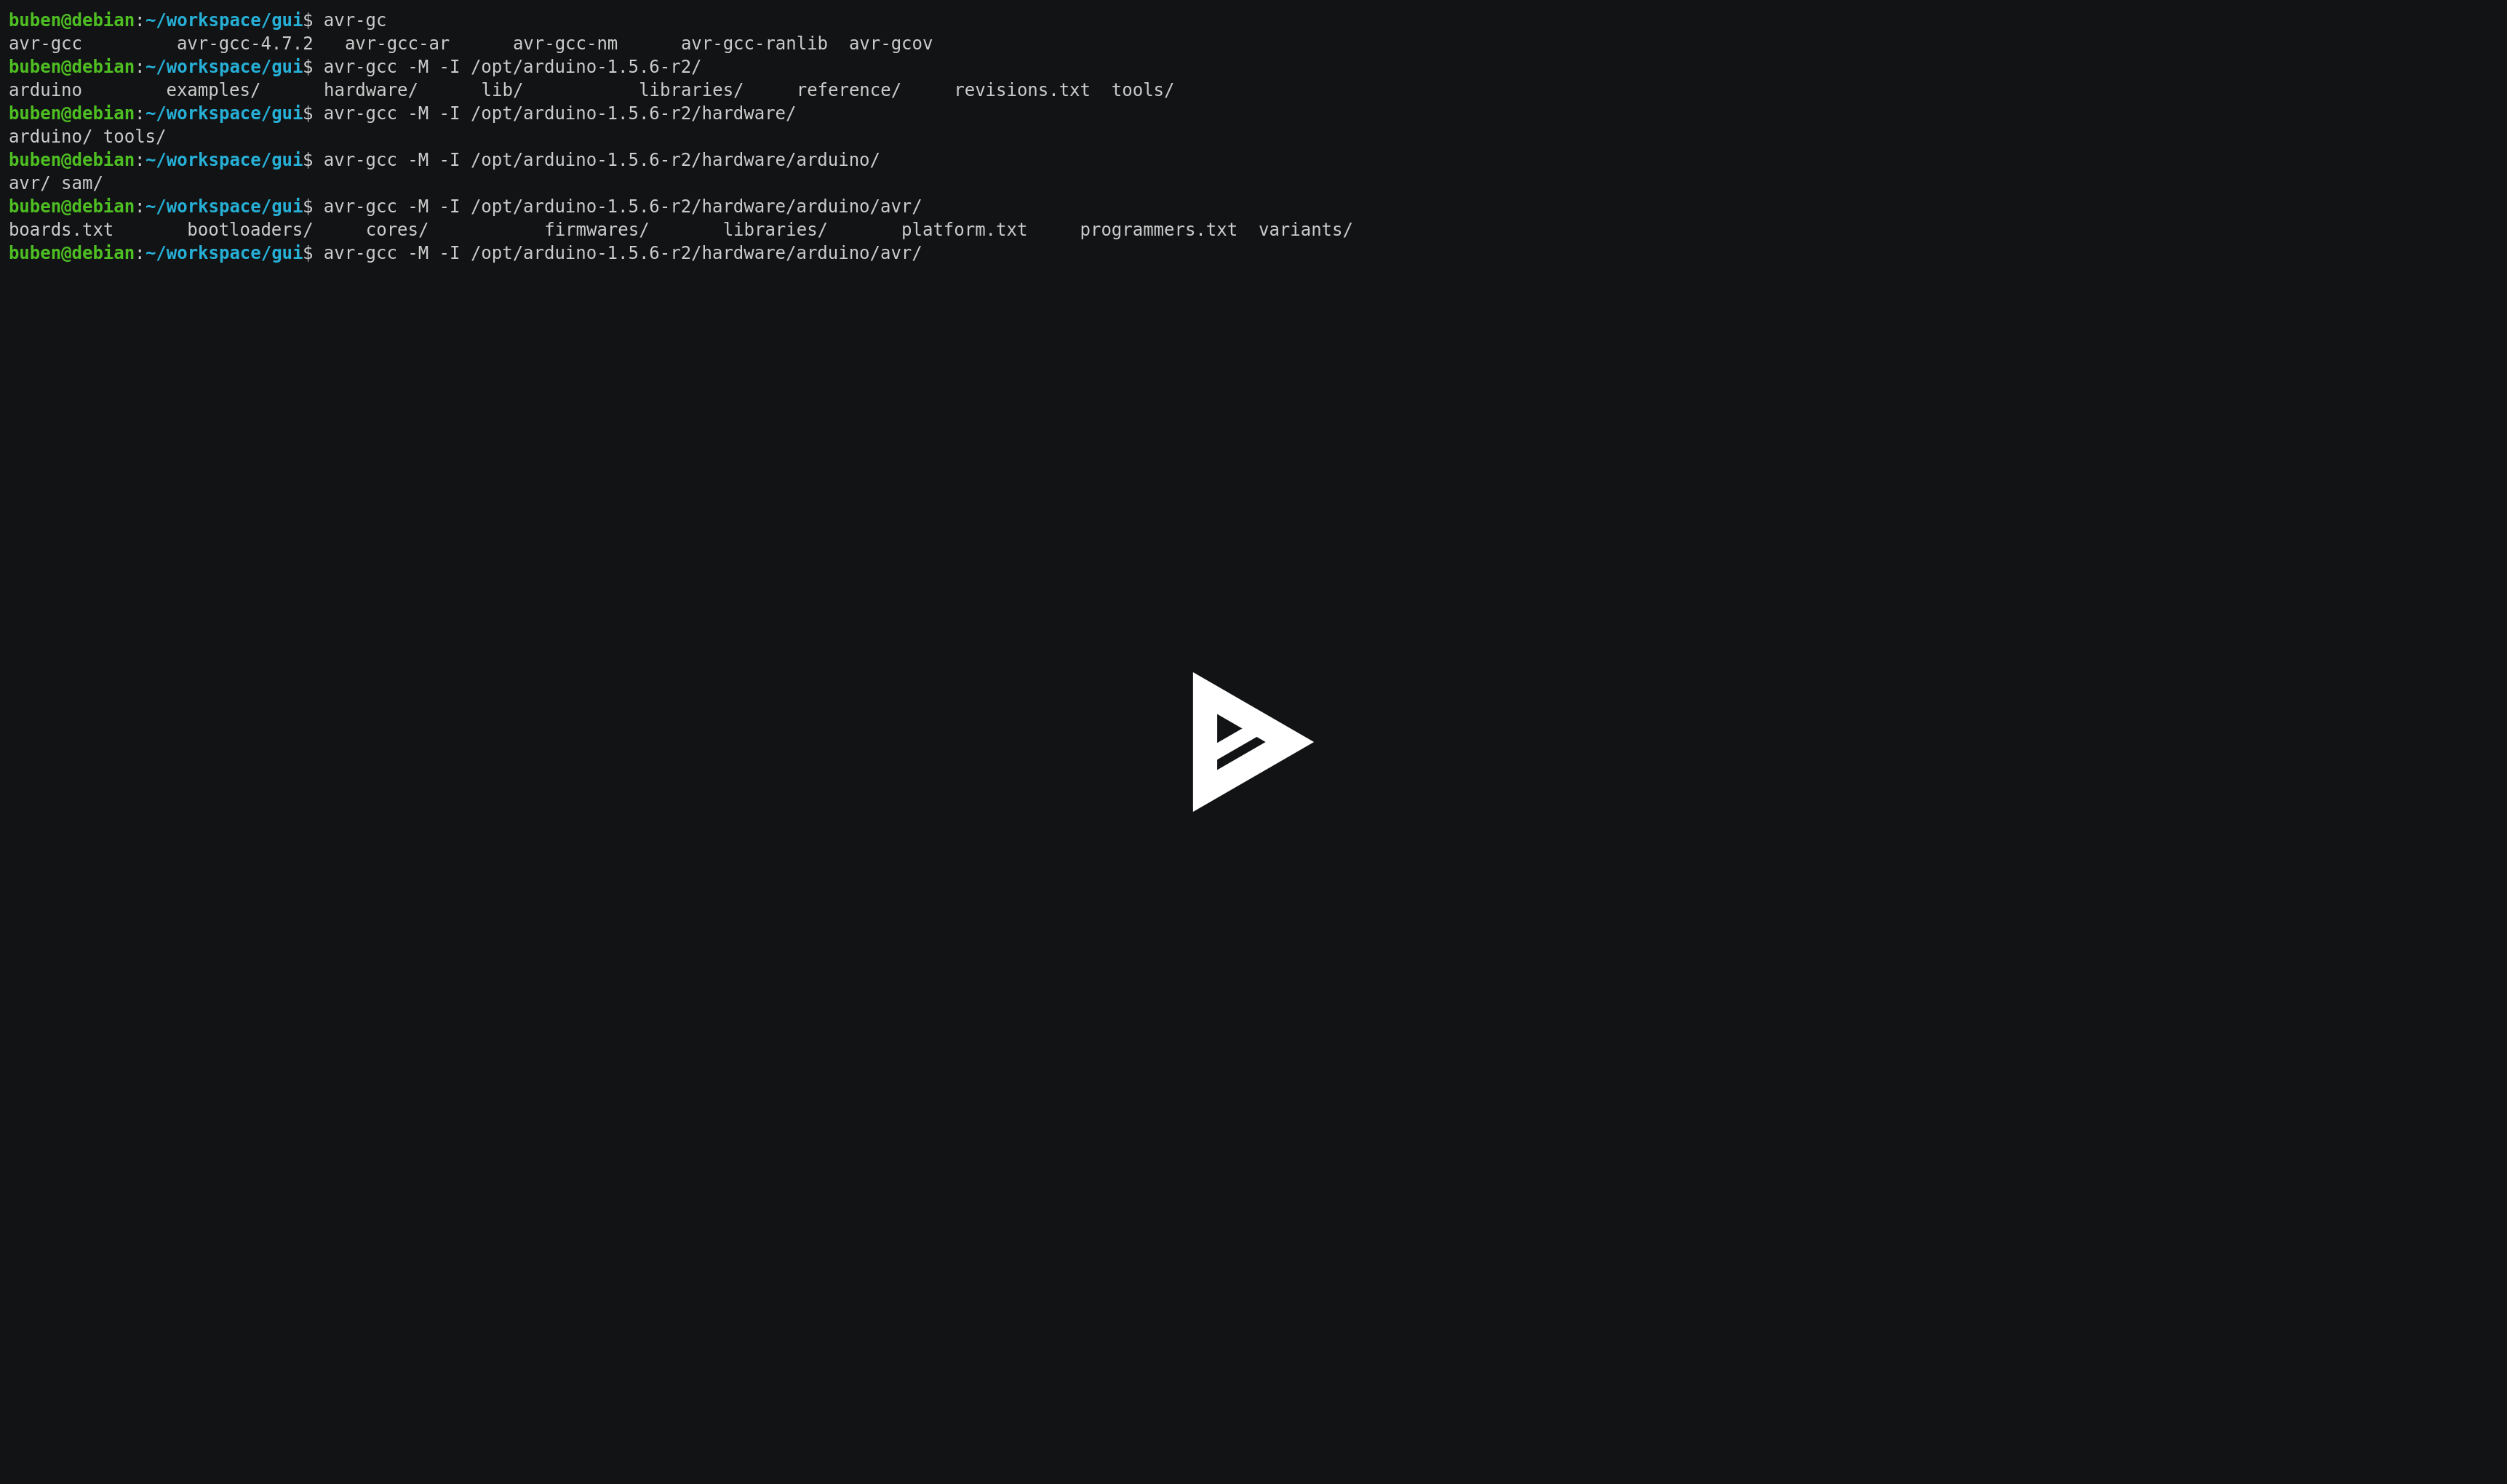 buben@debian:~/workspace/gui$ avr-gc
avr-gcc         avr-gcc-4.7.2   avr-gcc-ar      avr-gcc-nm      avr-gcc-ranlib  avr-gcov
buben@debian:~/workspace/gui$ avr-gcc -M -I /opt/arduino-1.5.6-r2/
arduino        examples/      hardware/      lib/           libraries/     reference/     revisions.txt  tools/
buben@debian:~/workspace/gui$ avr-gcc -M -I /opt/arduino-1.5.6-r2/hardware/
arduino/ tools/
buben@debian:~/workspace/gui$ avr-gcc -M -I /opt/arduino-1.5.6-r2/hardware/arduino/
avr/ sam/
buben@debian:~/workspace/gui$ avr-gcc -M -I /opt/arduino-1.5.6-r2/hardware/arduino/avr/
boards.txt       bootloaders/     cores/           firmwares/       libraries/       platform.txt     programmers.txt  variants/
buben@debian:~/workspace/gui$ avr-gcc -M -I /opt/arduino-1.5.6-r2/hardware/arduino/avr/